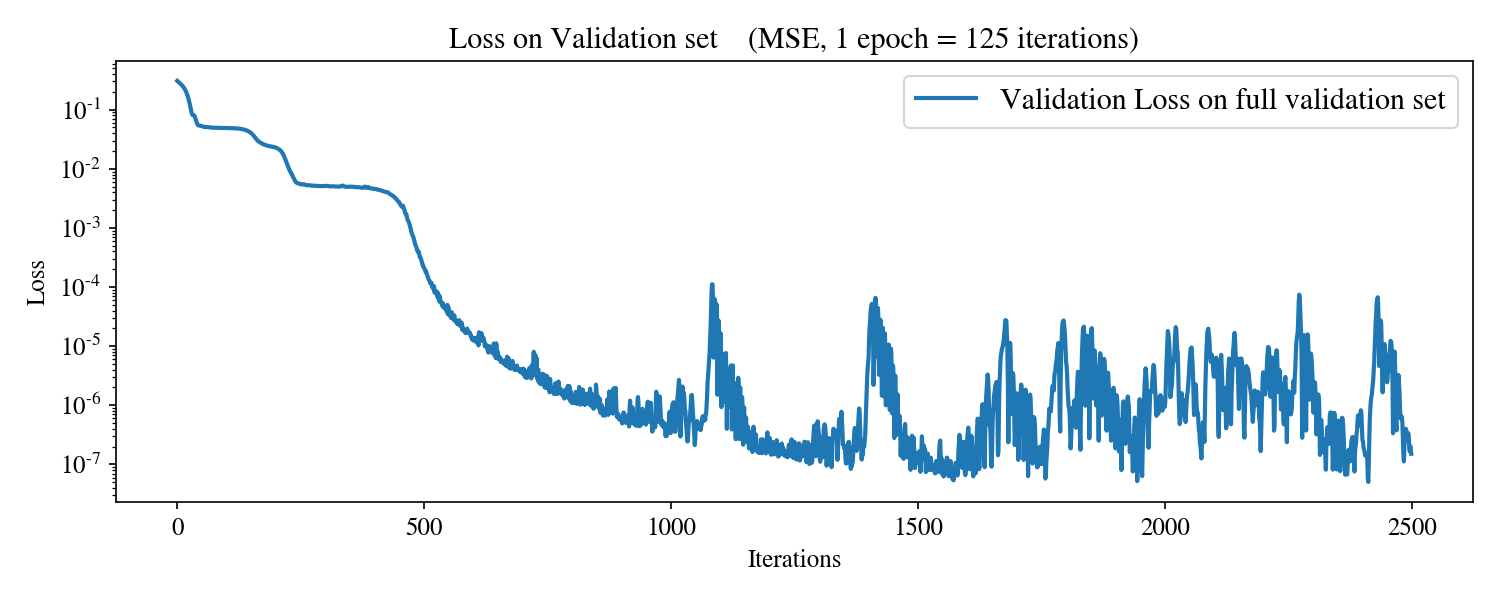 Loss on Validation set    (MSE, 1 epoch = 125 iterations)
Validation Loss on full validation set
Loss
10⁻¹
10⁻²
10⁻³
10⁻⁴
10⁻⁵
10⁻⁶
10⁻⁷
0 500 1000 1500 2000 2500
Iterations